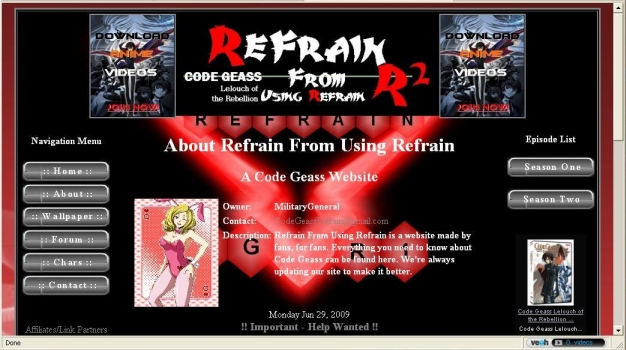 DOWNLOAD
ANIME
VIDEOS
JOIN NOW!
REFRAIN
FROM
USING REFRAIN
R2
CODE GEASS
Lelouch of
the Rebellion
DOWNLOAD
ANIME
VIDEOS
JOIN NOW!
REFRAIN
Navigation Menu
:: Home ::
:: About ::
:: Wallpaper ::
:: Forum ::
:: Chars ::
:: Contact ::
Affiliates/Link Partners
About Refrain From Using Refrain
A Code Geass Website
Owner: MilitaryGeneral
Contact:
Description: Refrain From Using Refrain is a website made by
fans, for fans. Everything you need to know about
Code Geass can be found here. We're always
updating our site to make it better.
Monday Jun 29, 2009
!! Important - Help Wanted !!
Episode List
Season One
Season Two
Code Geass Lelouch of
the Rebellion ...
Code Geass Lelouch...
Done
veoh
0 videos